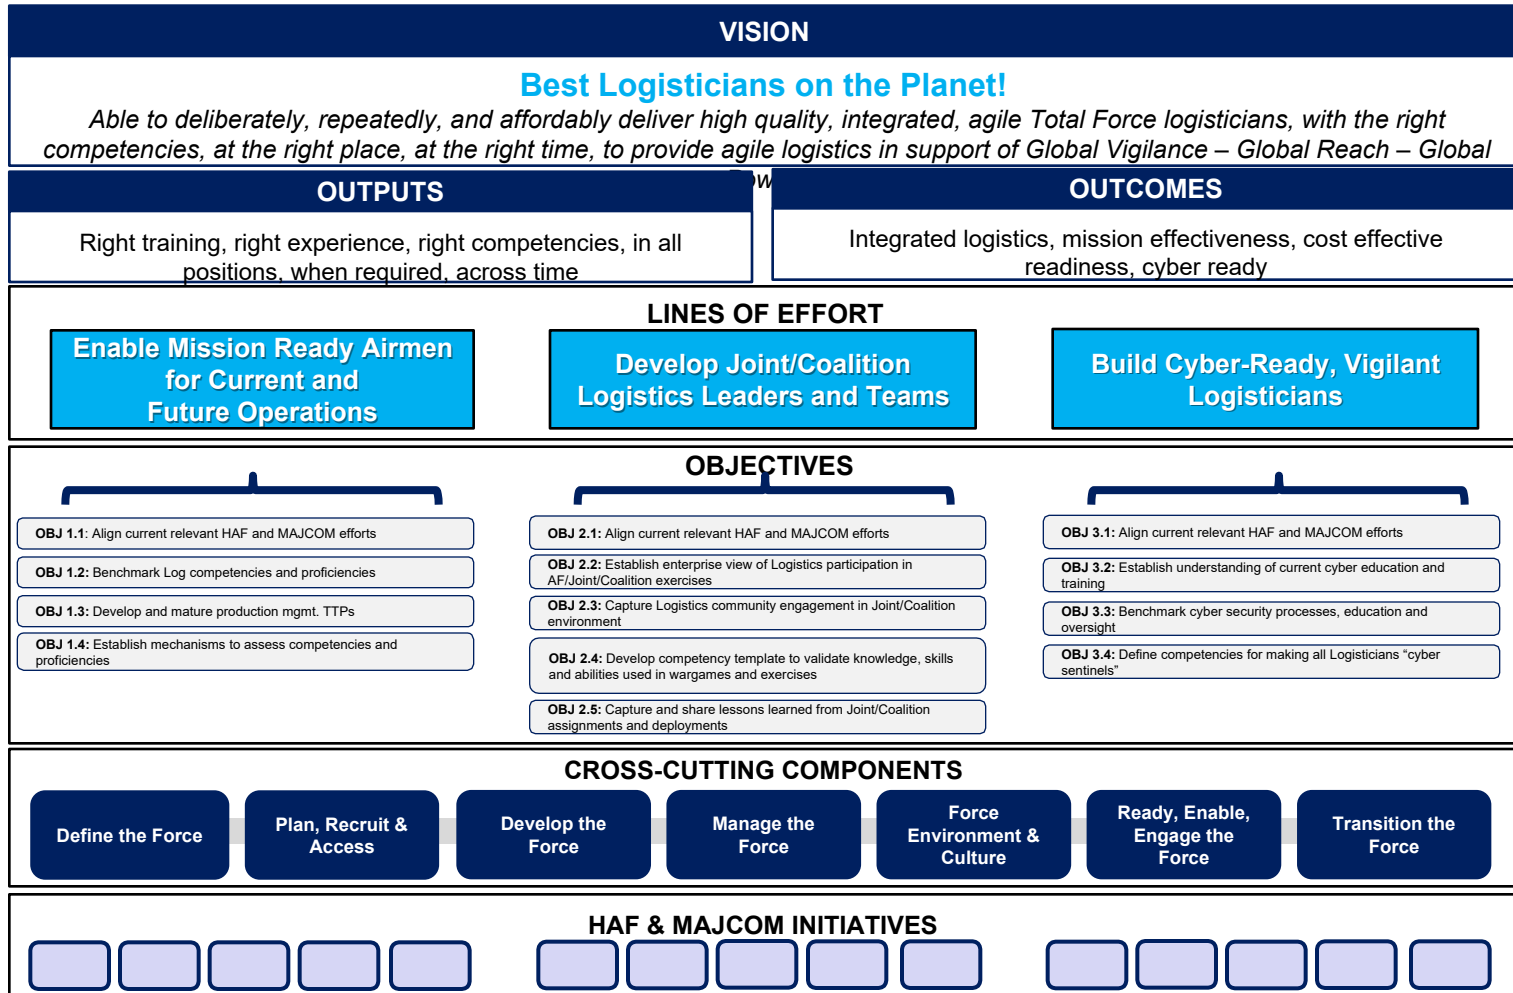 VISION
Best Logisticians on the Planet!
Able to deliberately, repeatedly, and affordably deliver high quality, integrated, agile Total Force logisticians, with the right
competencies, at the right place, at the right time, to provide agile logistics in support of Global Vigilance – Global Reach – Global
OUTPUTS
Right training, right experience, right competencies, in all
positions, when required, across time
OUTCOMES
Integrated logistics, mission effectiveness, cost effective
readiness, cyber ready
LINES OF EFFORT
Enable Mission Ready Airmen
for Current and
Future Operations
Develop Joint/Coalition
Logistics Leaders and Teams
Build Cyber-Ready, Vigilant
Logisticians
OBJECTIVES
OBJ 1.1: Align current relevant HAF and MAJCOM efforts
OBJ 1.2: Benchmark Log competencies and proficiencies
OBJ 1.3: Develop and mature production mgmt. TTPs
OBJ 1.4: Establish mechanisms to assess competencies and
proficiencies
OBJ 2.1: Align current relevant HAF and MAJCOM efforts
OBJ 2.2: Establish enterprise view of Logistics participation in
AF/Joint/Coalition exercises
OBJ 2.3: Capture Logistics community engagement in Joint/Coalition
environment
OBJ 2.4: Develop competency template to validate knowledge, skills
and abilities used in wargames and exercises
OBJ 2.5: Capture and share lessons learned from Joint/Coalition
assignments and deployments
OBJ 3.1: Align current relevant HAF and MAJCOM efforts
OBJ 3.2: Establish understanding of current cyber education and
training
OBJ 3.3: Benchmark cyber security processes, education and
oversight
OBJ 3.4: Define competencies for making all Logisticians “cyber
sentinels”
CROSS-CUTTING COMPONENTS
Define the Force
Plan, Recruit &
Access
Develop the
Force
Manage the
Force
Force
Environment &
Culture
Ready, Enable,
Engage the
Force
Transition the
Force
HAF & MAJCOM INITIATIVES